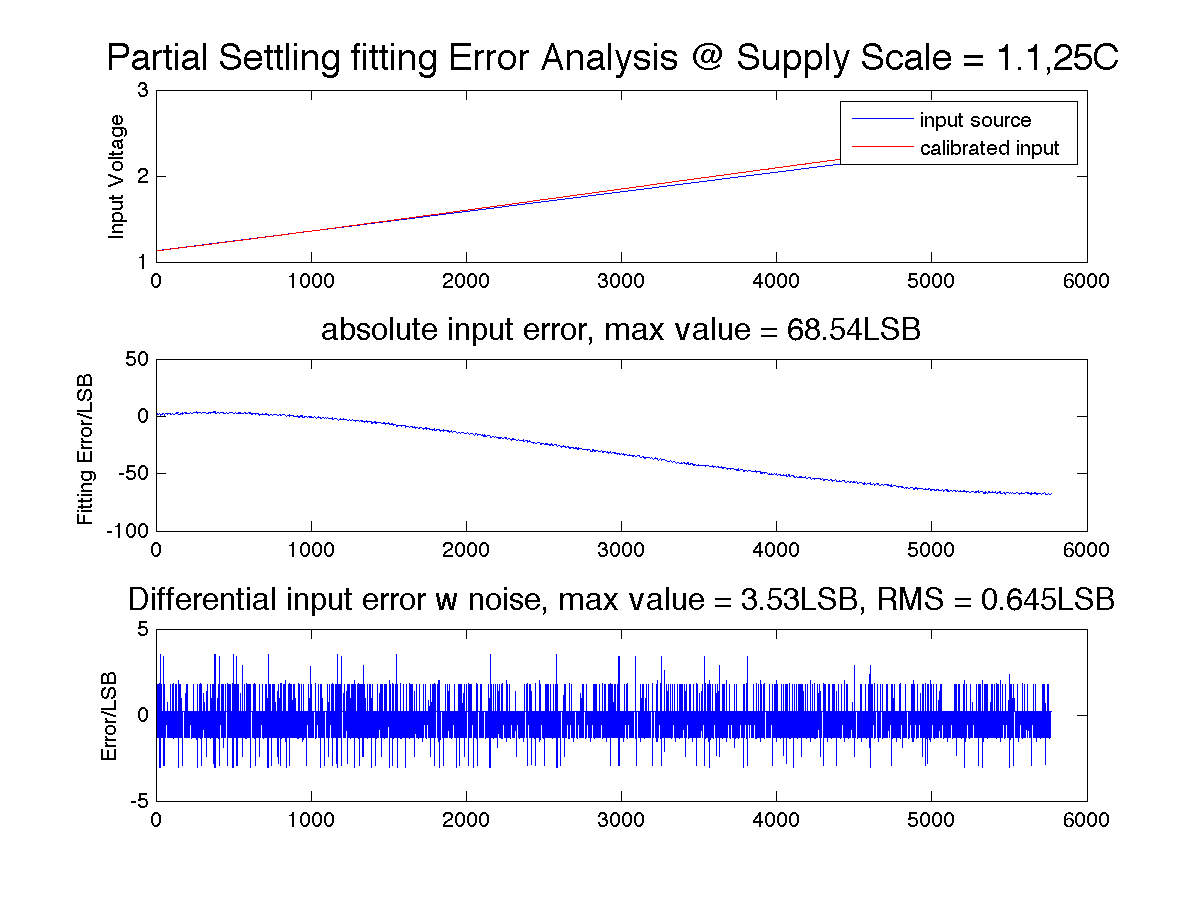 Partial Settling fitting Error Analysis @ Supply Scale = 1.1,25C
3
2
1
Input Voltage
input source
calibrated input
0 1000 2000 3000 4000 5000 6000
absolute input error, max value = 68.54LSB
50
0
-50
-100
Fitting Error/LSB
0 1000 2000 3000 4000 5000 6000
Differential input error w noise, max value = 3.53LSB, RMS = 0.645LSB
5
0
-5
Error/LSB
0 1000 2000 3000 4000 5000 6000